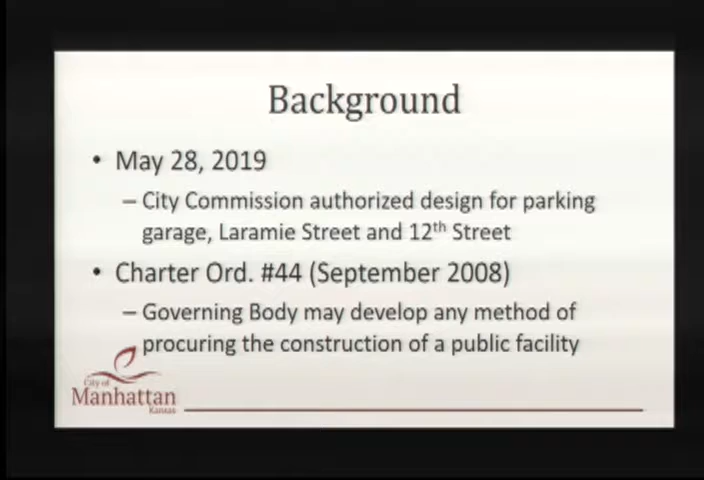 Background
• May 28, 2019
– City Commission authorized design for parking
garage, Laramie Street and 12th Street
• Charter Ord. #44 (September 2008)
– Governing Body may develop any method of
procuring the construction of a public facility
City of
Manhattan
Kansas